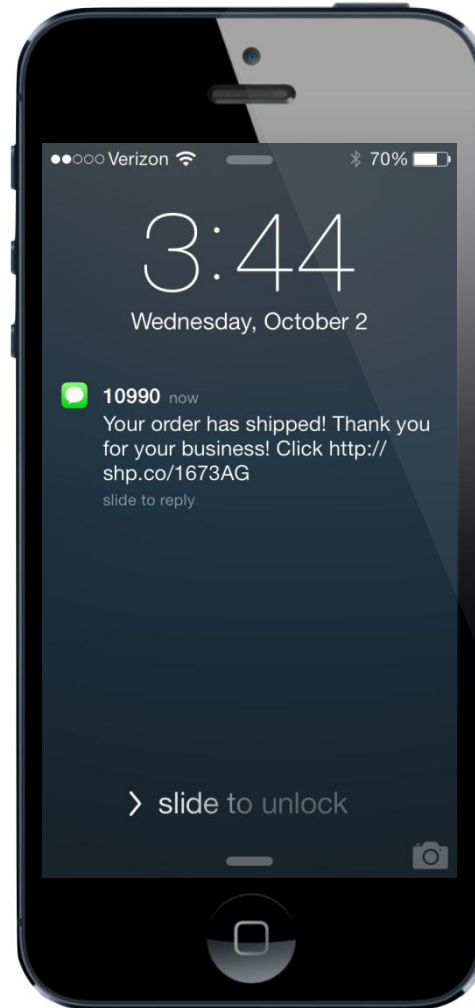 Verizon 70%
3:44
Wednesday, October 2
10990 now
Your order has shipped! Thank you
for your business! Click http://
shp.co/1673AG
slide to reply
> slide to unlock